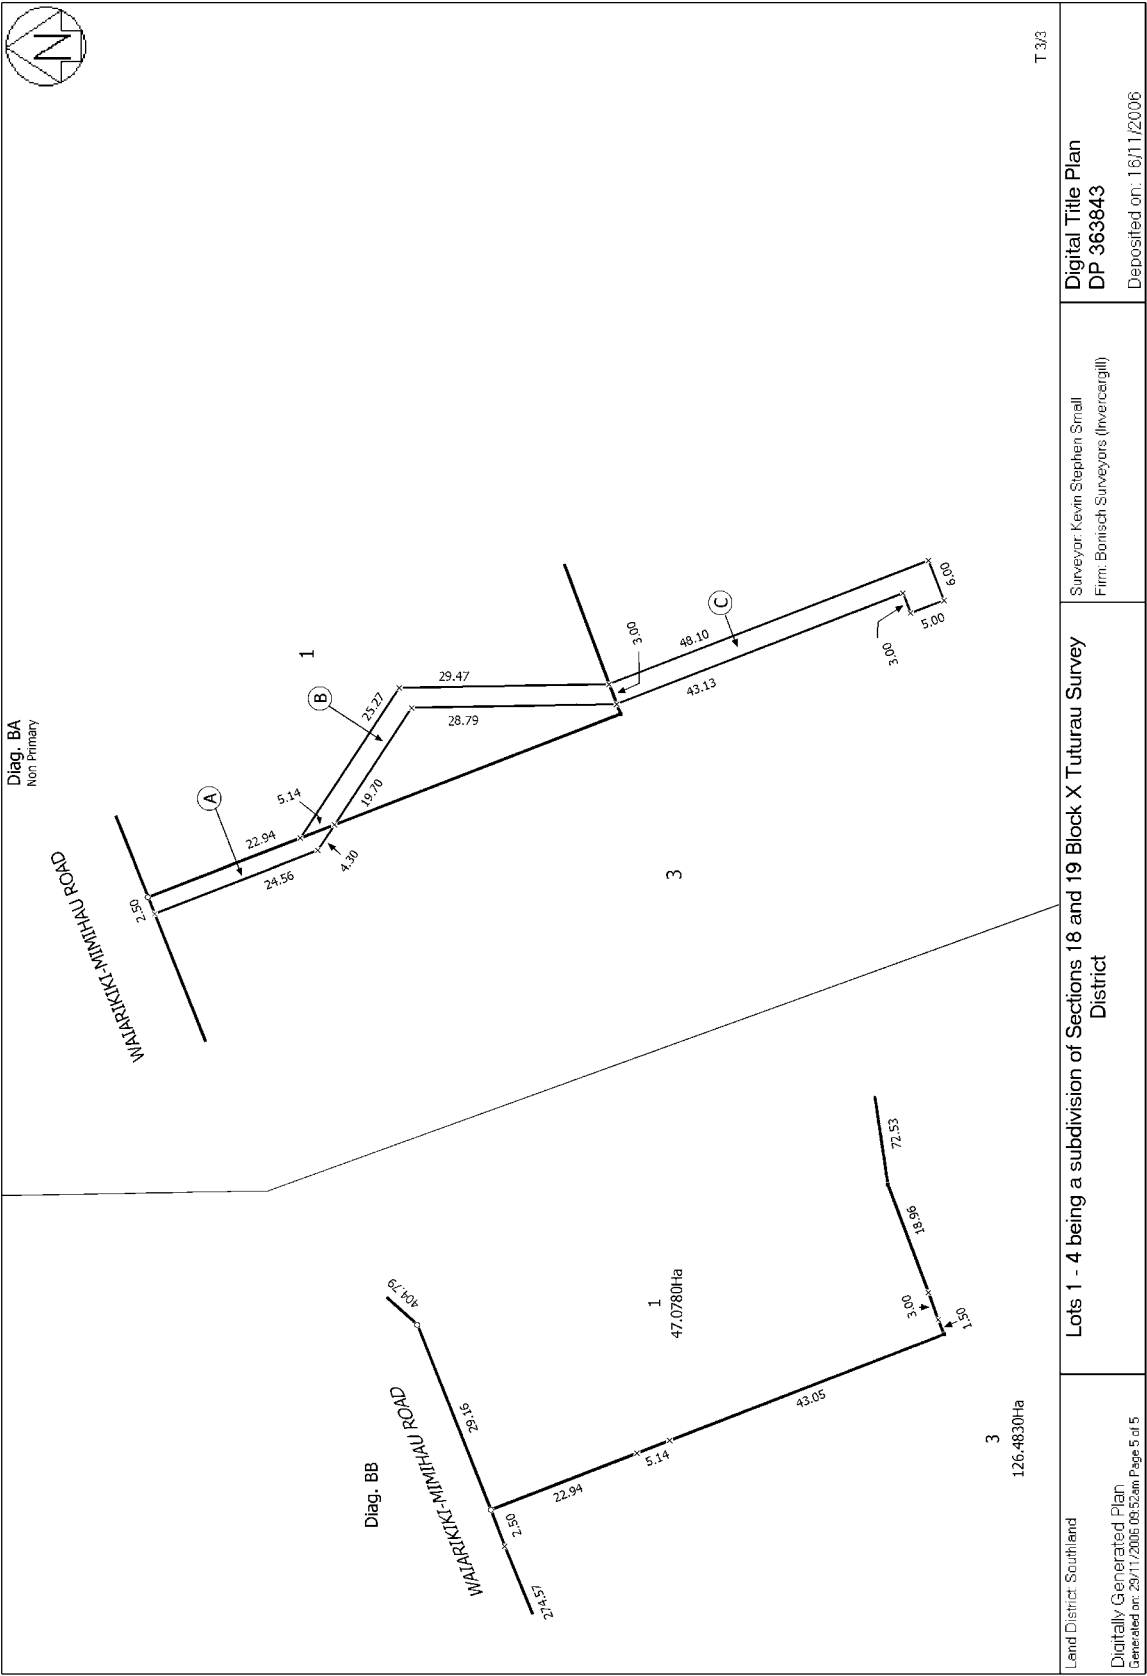 N
T 3/3
Diag. BB
WAIARIKIKI-MIMIHAU ROAD
274.57
2.50
29.16
404.79
22.94
5.14
43.05
1
47.0780Ha
3.00
1.50
18.96
72.53
3
126.4830Ha
Diag. BA
Non Primary
WAIARIKIKI-MIMIHAU ROAD
2.50
A
22.94
24.56
5.14
4.30
1
B
25.27
19.70
29.47
28.79
3
3.00
48.10
43.13
C
3.00
5.00
6.00
Land District: Southland
Digitally Generated Plan
Generated on: 29/11/2006 09:52am Page 5 of 5
Lots 1 - 4 being a subdivision of Sections 18 and 19 Block X Tuturau Survey
District
Surveyor: Kevin Stephen Small
Firm: Bonisch Surveyors (Invercargill)
Digital Title Plan
DP 363843
Deposited on: 16/11/2006